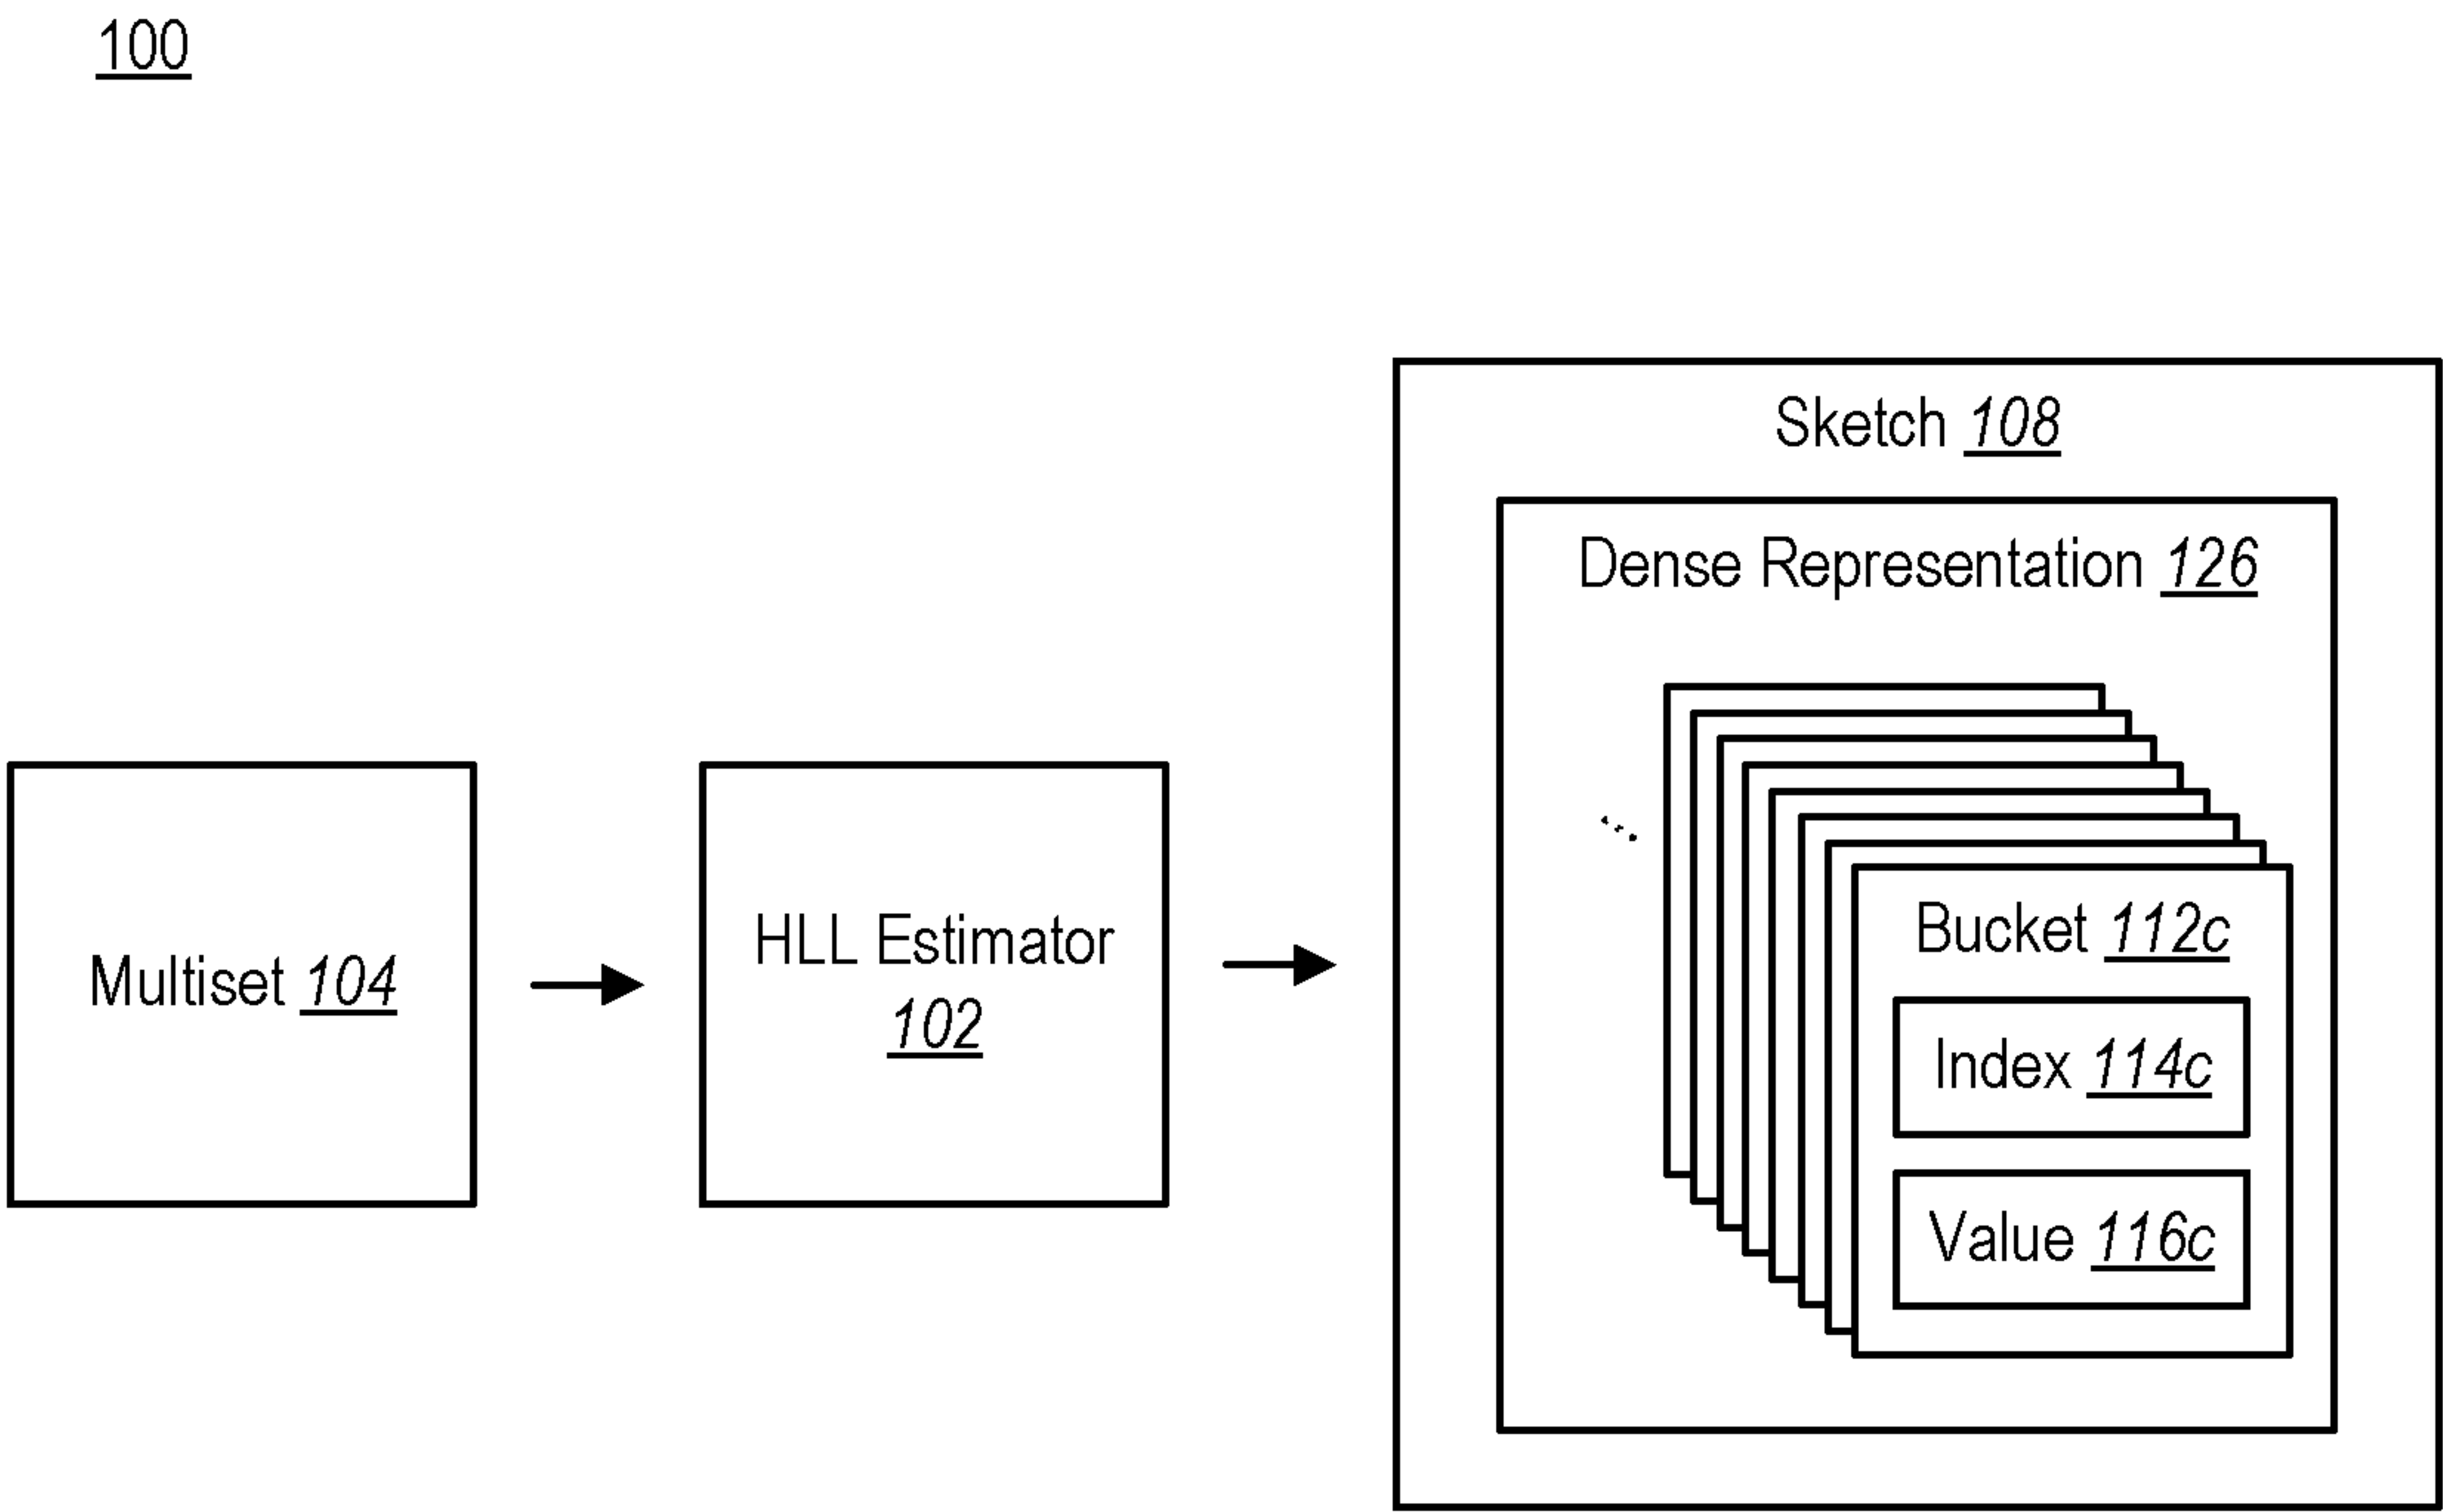 100
Sketch 108
Dense Representation 126
Multiset 104
HLL Estimator
102
Bucket 112c
Index 114c
Value 116c